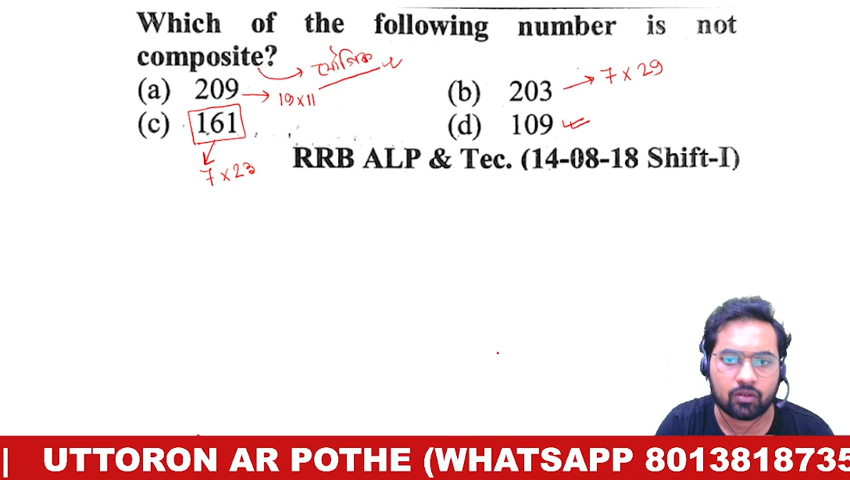 Which of the following number is not
composite?
যৌগিক
(a) 209 → 19 × 11
(b) 203 → 7 × 29
(c) 161
(d) 109
7 × 23
RRB ALP & Tec. (14-08-18 Shift-I)
| UTTORON AR POTHE (WHATSAPP 8013818735